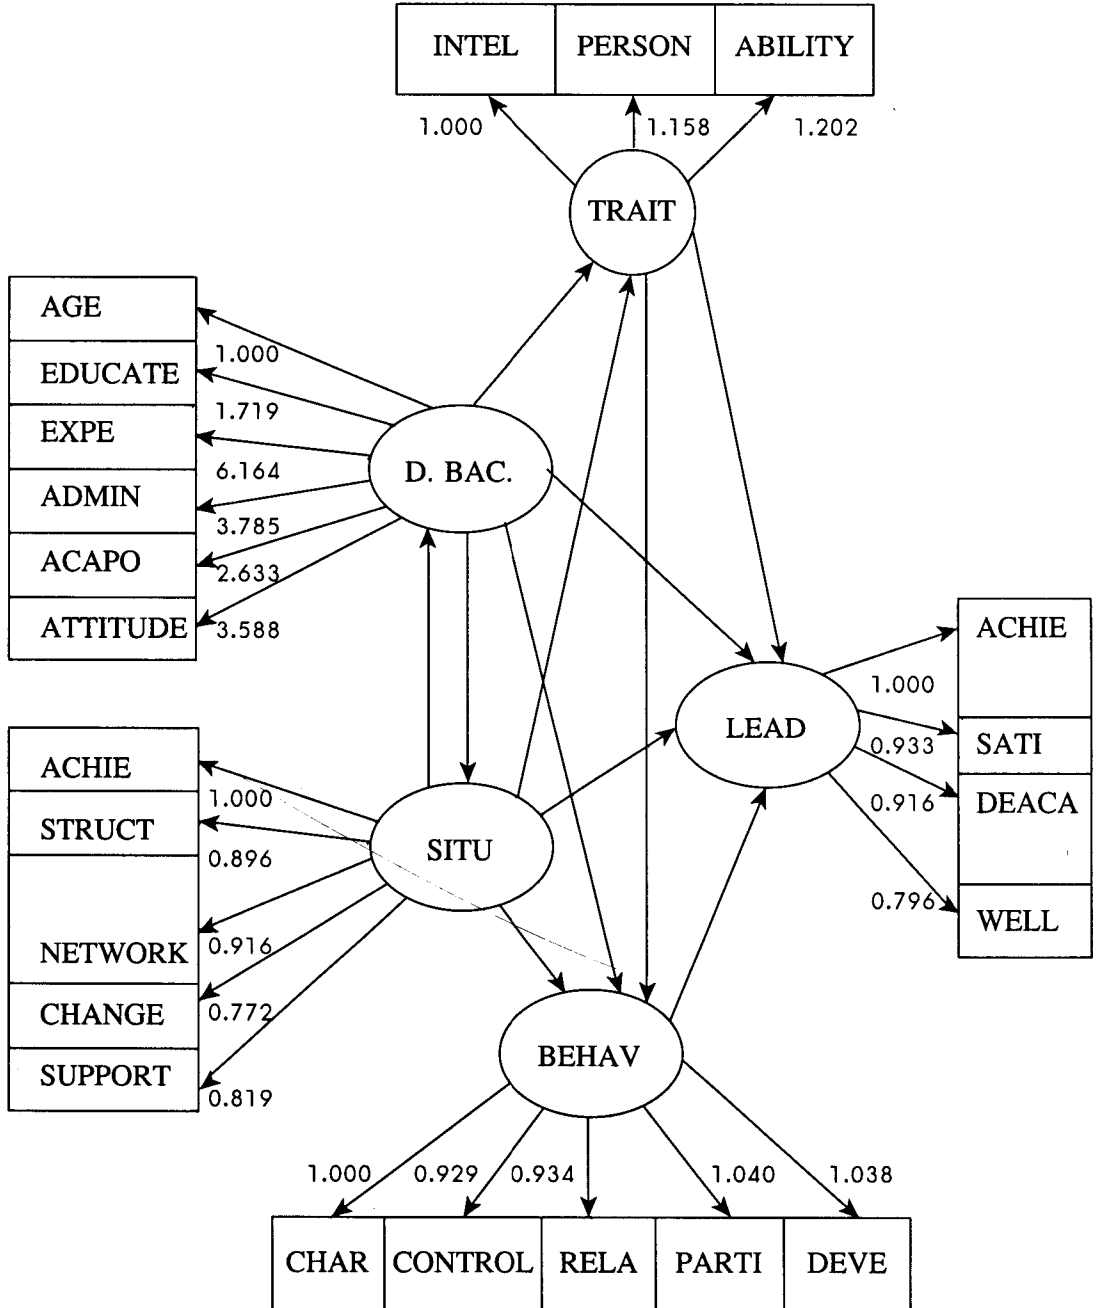 INTEL PERSON ABILITY
1.000 1.158 1.202
TRAIT
AGE
1.000
EDUCATE
1.719
EXPE
6.164
D. BAC.
ADMIN
3.785
ACAPO
2.633
ATTITUDE
3.588
ACHIE
1.000
LEAD
0.933
SATI
0.916
DEACA
0.796
WELL
ACHIE
1.000
STRUCT
0.896
SITU
NETWORK
0.916
CHANGE
0.772
SUPPORT
0.819
BEHAV
1.000 0.929 0.934 1.040 1.038
CHAR CONTROL RELA PARTI DEVE